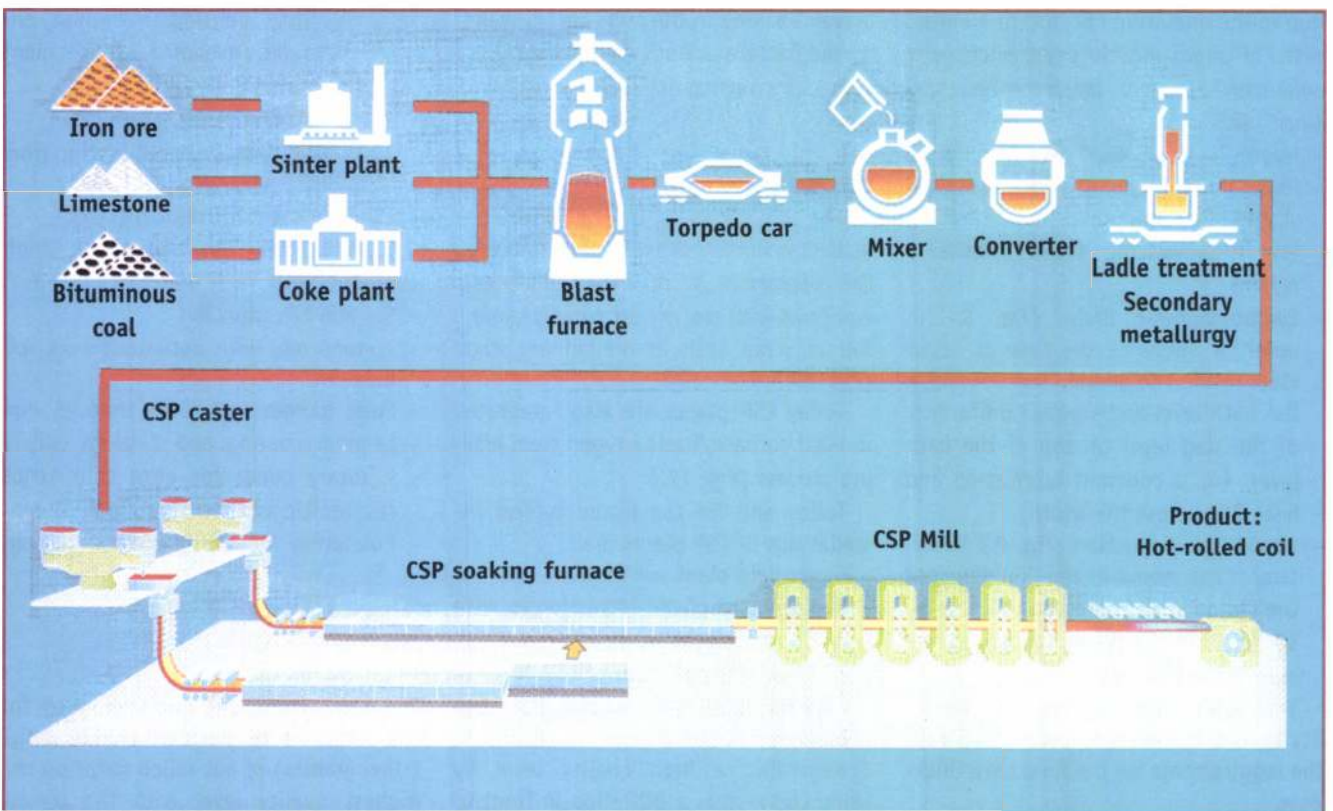 Iron ore
Sinter plant
Limestone
Bituminous
coal
Coke plant
Blast
furnace
Torpedo car
Mixer
Converter
Ladle treatment
Secondary
metallurgy
CSP caster
CSP soaking furnace
CSP Mill
Product:
Hot-rolled coil